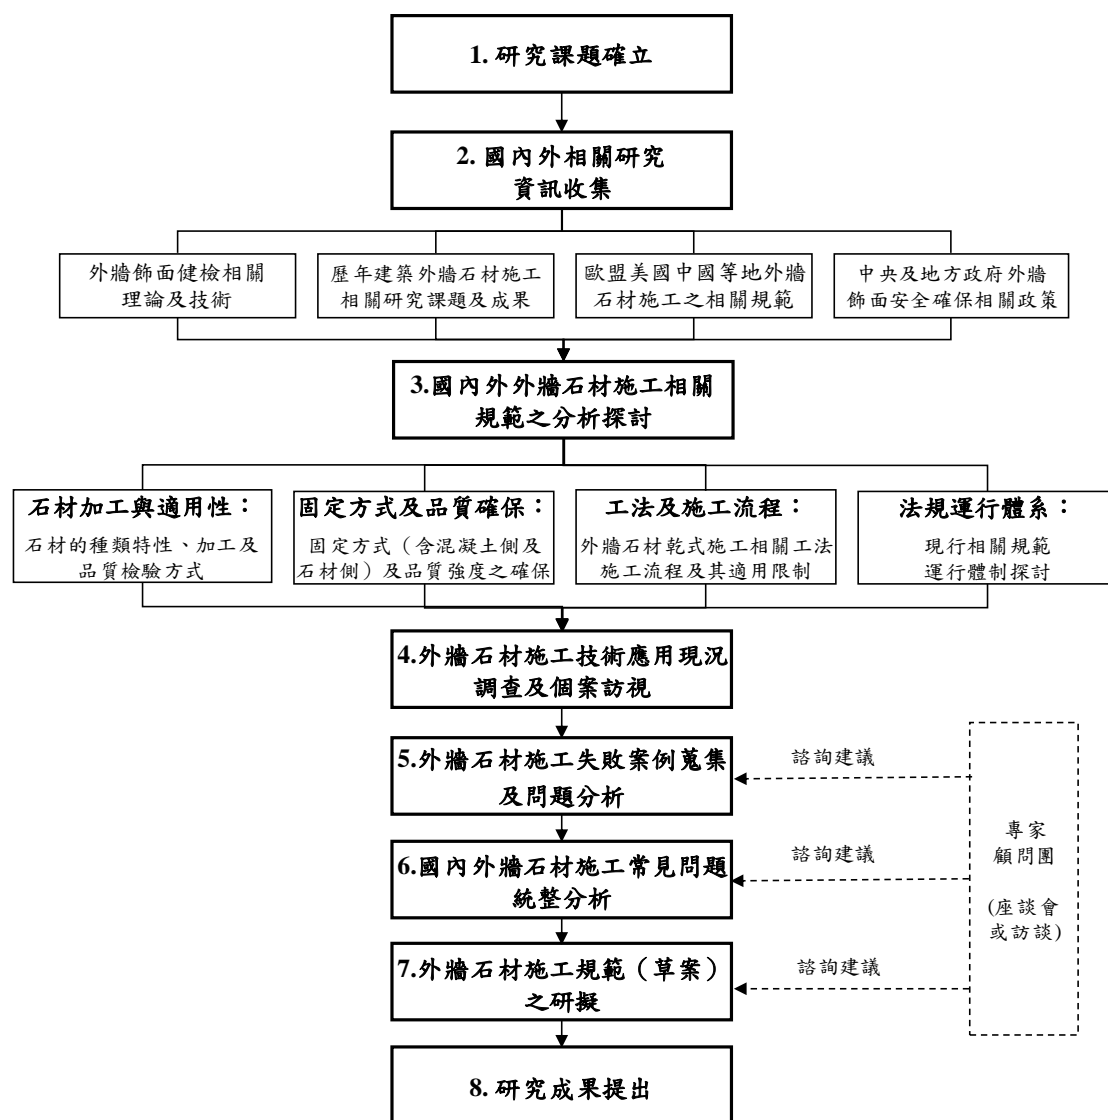 1. 研究課題確立
2. 國內外相關研究
資訊收集
外牆飾面健檢相關
理論及技術
歷年建築外牆石材施工
相關研究課題及成果
歐盟美國中國等地外牆
石材施工之相關規範
中央及地方政府外牆
飾面安全確保相關政策
3.國內外外牆石材施工相關
規範之分析探討
石材加工與適用性：
石材的種類特性、加工及
品質檢驗方式
固定方式及品質確保：
固定方式（含混凝土側及
石材側）及品質強度之確保
工法及施工流程：
外牆石材乾式施工相關工法
施工流程及其適用限制
法規運行體系：
現行相關規範
運行體制探討
4.外牆石材施工技術應用現況
調查及個案訪視
5.外牆石材施工失敗案例蒐集
及問題分析
諮詢建議
6.國內外牆石材施工常見問題
統整分析
諮詢建議
7.外牆石材施工規範（草案）
之研擬
諮詢建議
專家
顧問團
(座談會
或訪談)
8. 研究成果提出